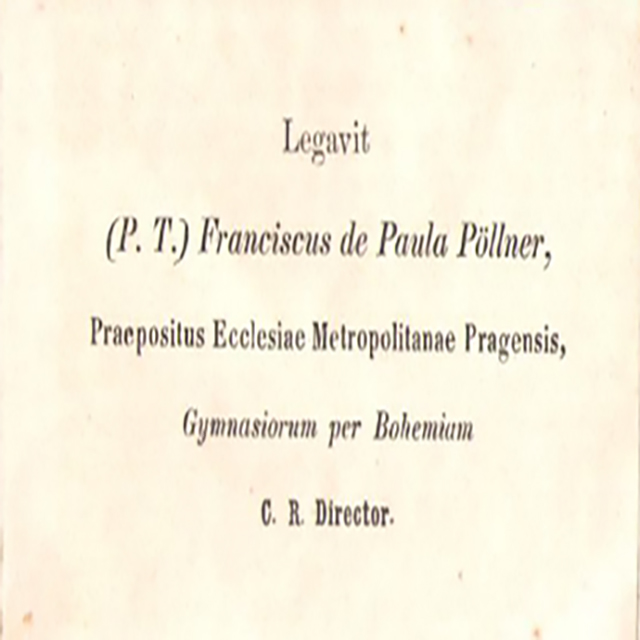 Legavit
(P. T.) Franciscus de Paula Pöllner,
Praepositus Ecclesiae Metropolitanae Pragensis,
Gymnasiorum per Bohemiam
C. R. Director.